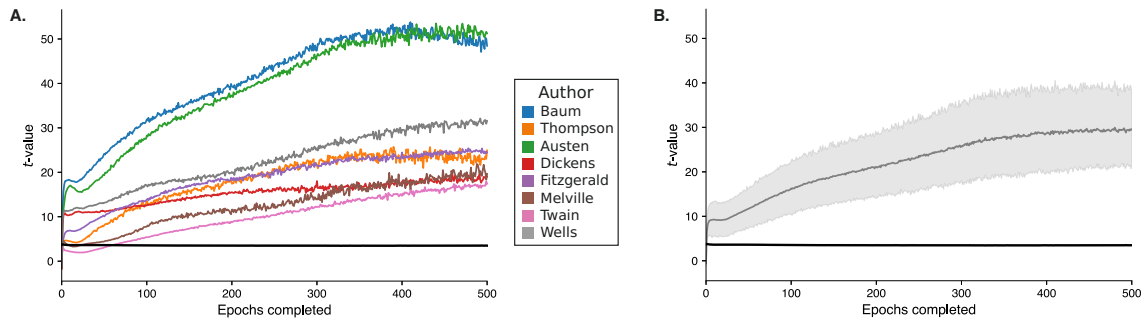 A.
t-value
50
40
30
20
10
0
0 100 200 300 400 500
Epochs completed
Author
Baum
Thompson
Austen
Dickens
Fitzgerald
Melville
Twain
Wells
B.
t-value
50
40
30
20
10
0
0 100 200 300 400 500
Epochs completed